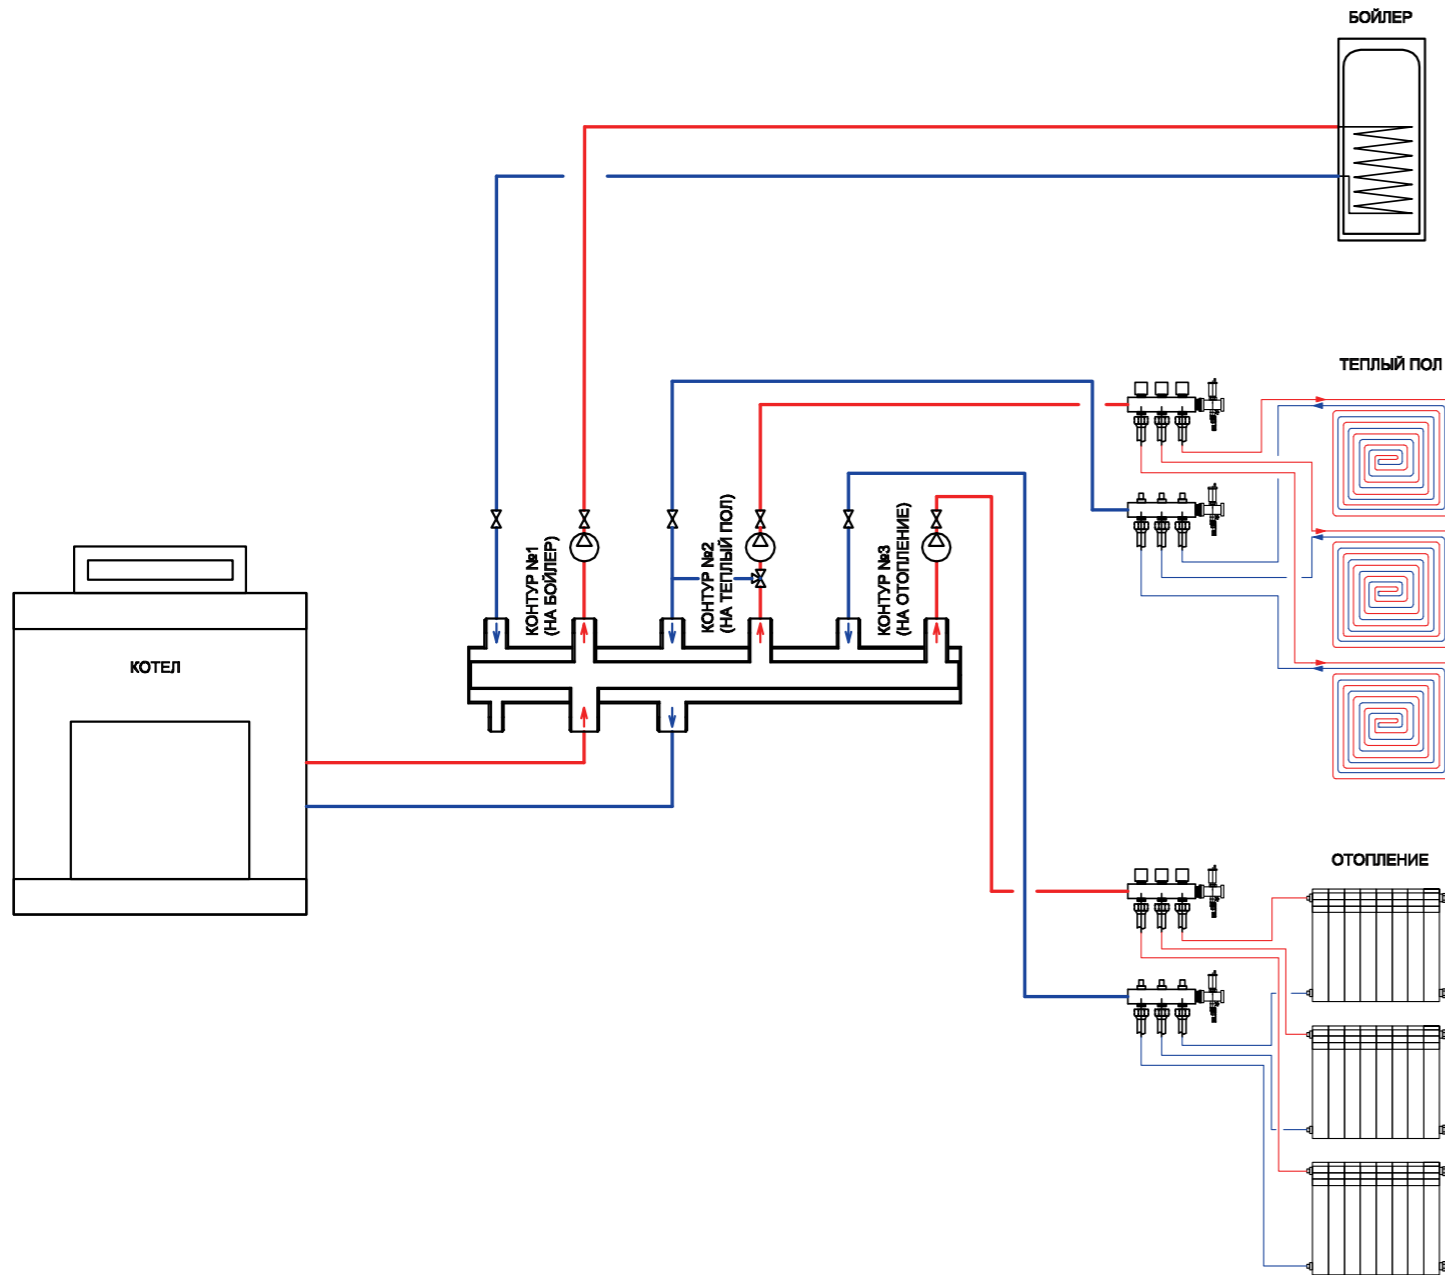 БОЙЛЕР
ТЕПЛЫЙ ПОЛ
КОНТУР №1
(НА БОЙЛЕР)
КОНТУР №2
(НА ТЕПЛЫЙ ПОЛ)
КОНТУР №3
(НА ОТОПЛЕНИЕ)
КОТЕЛ
ОТОПЛЕНИЕ